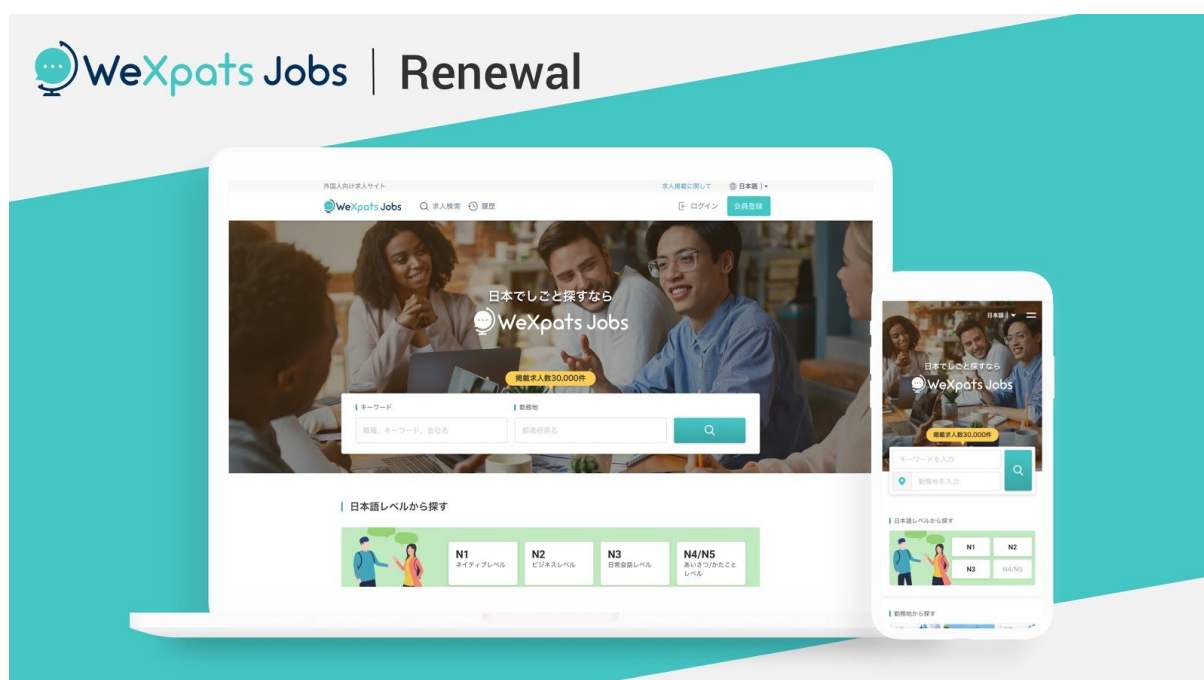 WeXpats Jobs | Renewal
外国人向け求人サイト
求人掲載に関して
日本語
WeXpats Jobs
求人検索
履歴
ログイン
会員登録
日本でしごと探すなら
WeXpats Jobs
掲載求人数30,000件
キーワード
勤務地
職種、キーワード、会社名
都道府県名
日本語レベルから探す
N1
ネイティブレベル
N2
ビジネスレベル
N3
日常会話レベル
N4/N5
あいさつ/かたこと
レベル
日本語
日本でしごと探すなら
WeXpats Jobs
掲載求人数30,000件
キーワードを入力
勤務地を入力
日本語レベルから探す
N1
N2
N3
N4/N5
勤務地から探す